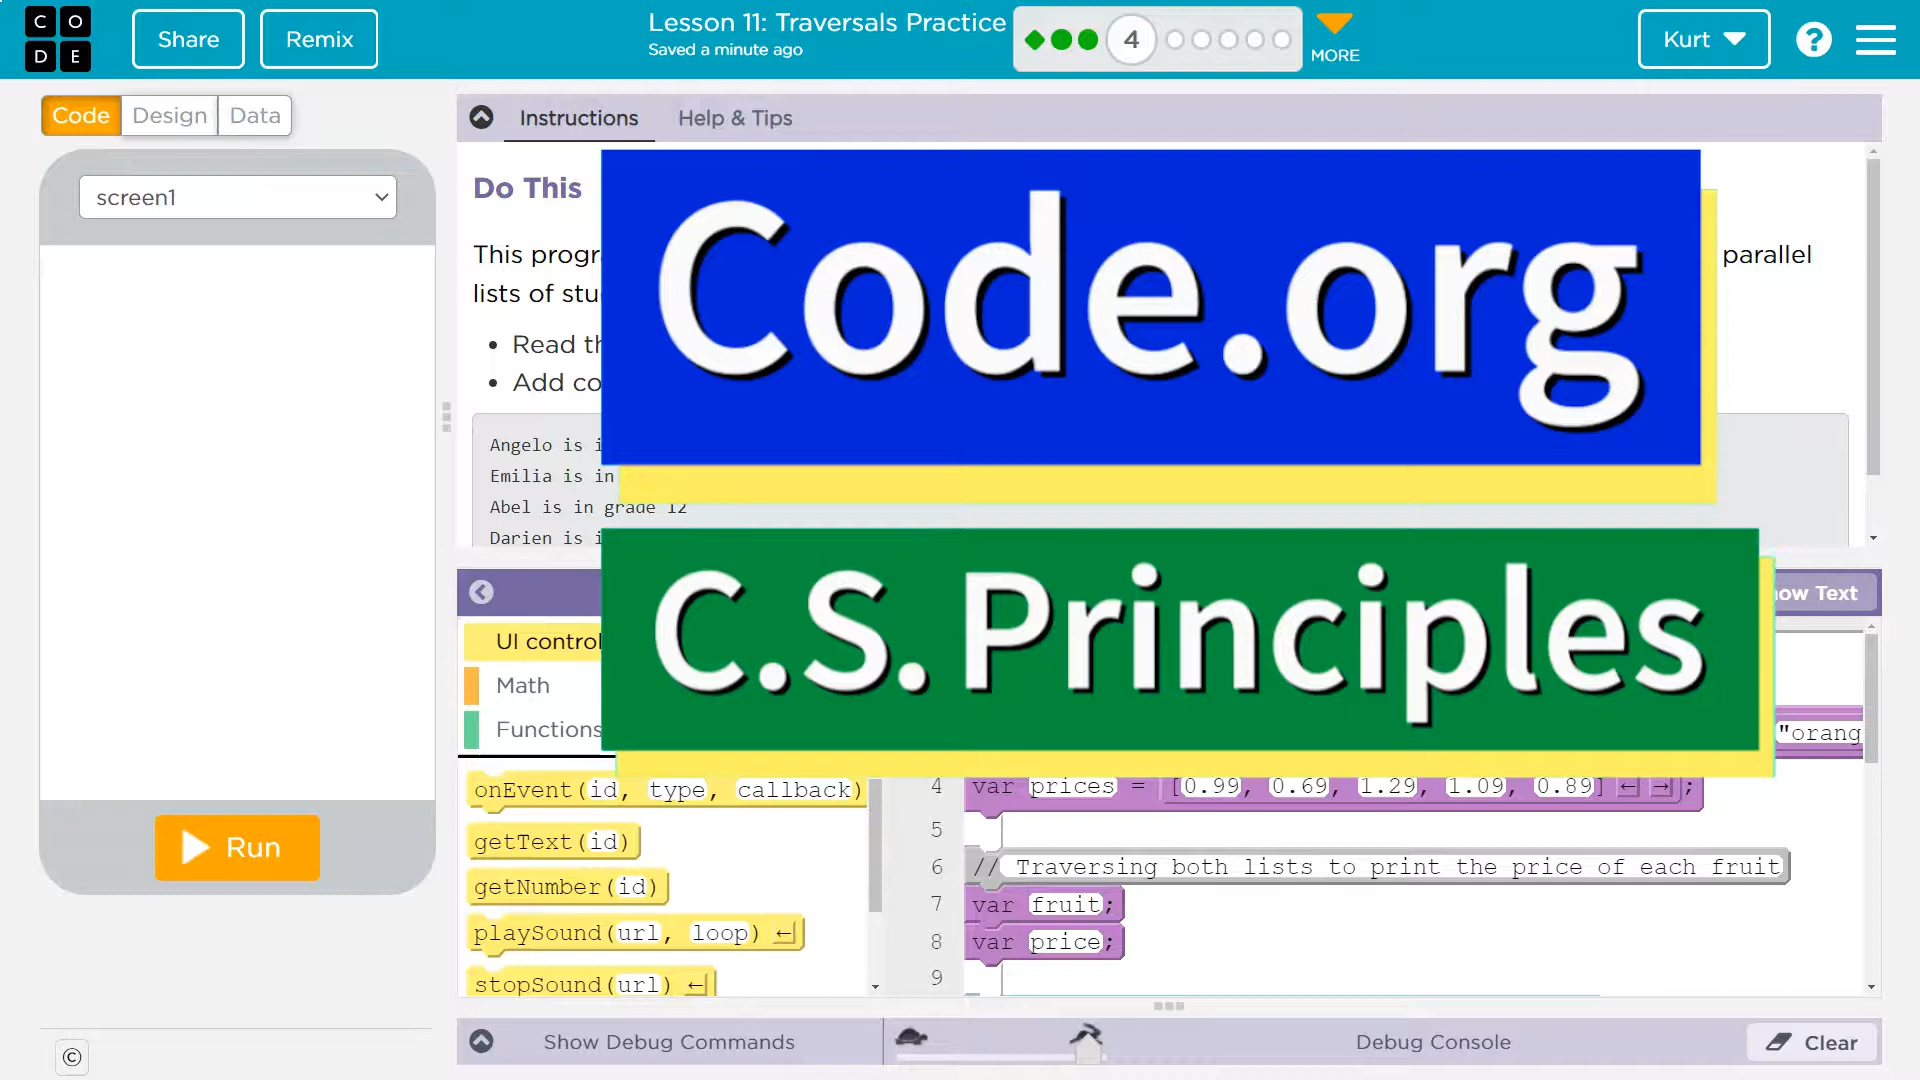 CODE
Share
Remix
Lesson 11: Traversals Practice
Saved a minute ago
4
MORE
Kurt
?
Code
Design
Data
screen1
Run
©
Instructions
Help & Tips
Do This
This progr
parallel
lists of stu
Read th
Add co
Angelo is i
Emilia is in
Abel is in grade 12
Darien is i
Code.org
C.S. Principles
ow Text
UI control
Math
Functions
onEvent(id, type, callback)
getText(id)
getNumber(id)
playSound(url, loop) ←
stopSound(url) ←
"orang
4 var prices = [0.99, 0.69, 1.29, 1.09, 0.89] ← → ;
5
6 // Traversing both lists to print the price of each fruit
7 var fruit;
8 var price;
9
Show Debug Commands
Debug Console
Clear